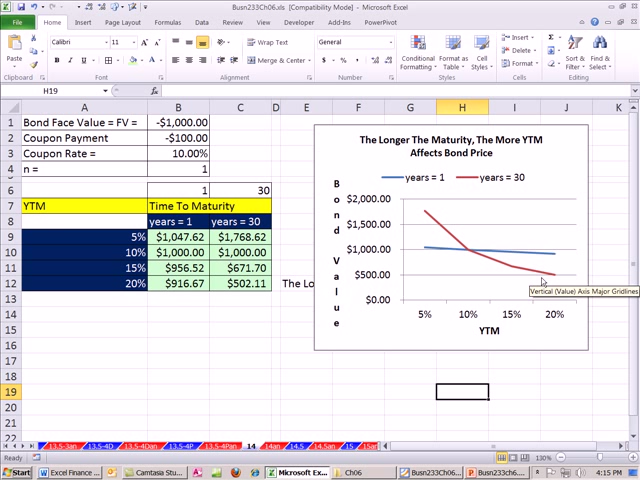 Busn233Ch06.xls [Compatibility Mode] - Microsoft Excel
File Home Insert Page Layout Formulas Data Review View Developer Add-Ins PowerPivot
Calibri 11 Wrap Text General
Paste B I U Merge & Center $ % , Conditional Formatting Format as Table Cell Styles Insert Delete Format Sort & Filter Find & Select
Clipboard Font Alignment Number Styles Cells Editing
H19 fx
A B C D E F G H I J K
1 Bond Face Value = FV = -$1,000.00
2 Coupon Payment -$100.00
3 Coupon Rate = 10.00%
4 n = 1
6 1 30
7 YTM Time To Maturity
8 years = 1 years = 30
9 5% $1,047.62 $1,768.62
10 10% $1,000.00 $1,000.00
11 15% $956.52 $671.70
12 20% $916.67 $502.11 The Lo
13
14
15
16
17
18
19
20
21
22
The Longer The Maturity, The More YTM
Affects Bond Price
years = 1 years = 30
Bond Value
$2,000.00
$1,500.00
$1,000.00
$500.00
$0.00
5% 10% 15% 20%
YTM
Vertical (Value) Axis Major Gridlines
13.5-3an 13.5-4D 13.5-4Dan 13.5-4P 13.5-4Pan 14 14an 14.5 14.5an 15 15an
Ready 130%
Start Excel Finance ... Camtasia Stu... Microsoft Ex... Ch06 Busn233Ch06... Busn233ch6.... 4:15 PM